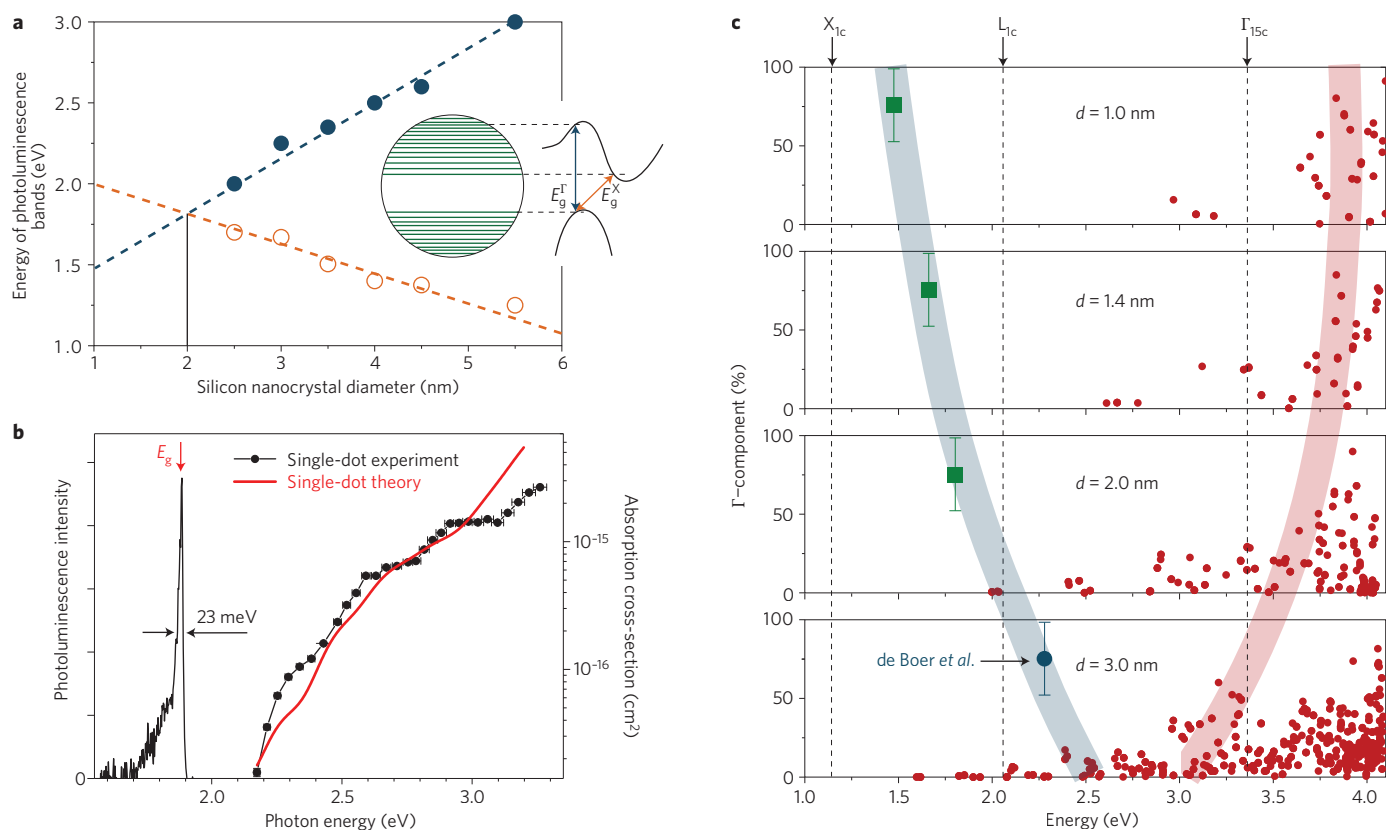 a
3.0
2.5
2.0
1.5
1.0
Energy of photoluminescence
bands (eV)
1 2 3 4 5 6
Silicon nanocrystal diameter (nm)
E_g^Γ
E_g^X
b
E_g
Single-dot experiment
Single-dot theory
23 meV
Photoluminescence intensity
0
2.0 2.5 3.0
Photon energy (eV)
10⁻¹⁵
10⁻¹⁶
Absorption cross-section (cm²)
c
X₁c L₁c Γ₁₅c
100
50
0
d = 1.0 nm
100
50
0
d = 1.4 nm
100
50
0
d = 2.0 nm
100
50
0
de Boer et al.
d = 3.0 nm
Γ–component (%)
1.0 1.5 2.0 2.5 3.0 3.5 4.0
Energy (eV)